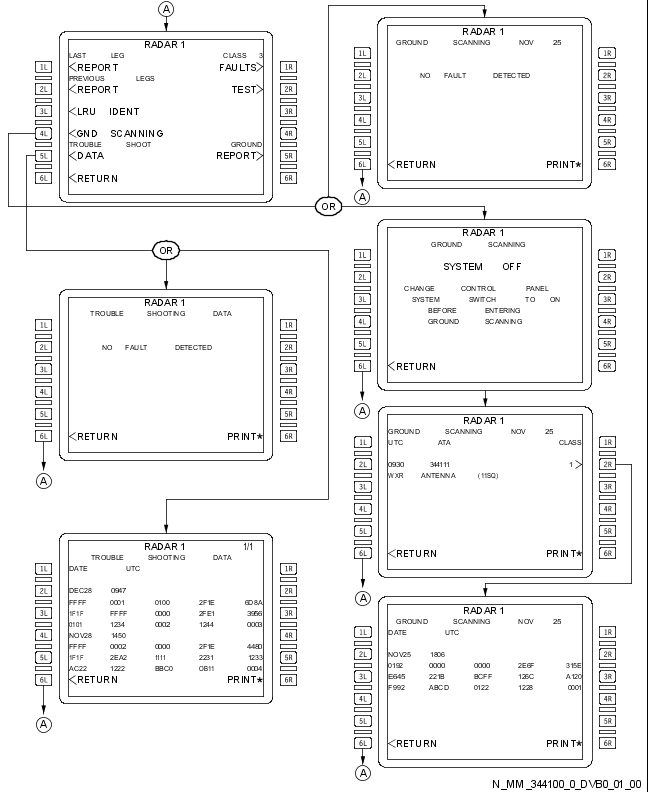 A
RADAR 1
LAST LEG CLASS 3
1L <REPORT FAULTS> 1R
PREVIOUS LEGS
2L <REPORT TEST> 2R
3L <LRU IDENT 3R
4L <GND SCANNING 4R
TROUBLE SHOOT GROUND
5L <DATA REPORT> 5R
6L <RETURN 6R
OR
OR
RADAR 1
TROUBLE SHOOTING DATA
1L 1R
2L NO FAULT DETECTED 2R
3L 3R
4L 4R
5L 5R
6L <RETURN PRINT* 6R
A
RADAR 1 1/1
TROUBLE SHOOTING DATA
1L DATE UTC 1R
2L DEC28 0947 2R
FFFF 0001 0100 2F1E 6D8A
3L 1F1F FFFF 0000 2FE1 3956 3R
0101 1234 0002 1244 0003
4L NOV28 1450 4R
FFFF 0002 0000 2F1E 4480
5L 1F1F 2EA2 1111 2231 1233 5R
AC22 1222 BBC0 0B11 0004
6L <RETURN PRINT* 6R
A
RADAR 1
GROUND SCANNING NOV 25
1L 1R
2L NO FAULT DETECTED 2R
3L 3R
4L 4R
5L 5R
6L <RETURN PRINT* 6R
A
RADAR 1
GROUND SCANNING
1L 1R
SYSTEM OFF
2L 2R
CHANGE CONTROL PANEL
3L SYSTEM SWITCH TO ON 3R
BEFORE ENTERING
4L GROUND SCANNING 4R
5L 5R
6L <RETURN 6R
A
RADAR 1
GROUND SCANNING NOV 25
1L UTC ATA CLASS 1R
2L 0930 344111 1 > 2R
WXR ANTENNA (11SQ)
3L 3R
4L 4R
5L 5R
6L <RETURN PRINT* 6R
A
RADAR 1
GROUND SCANNING NOV 25
1L DATE UTC 1R
2L NOV25 1806 2R
0192 0000 0000 2E6F 315E
3L E645 221B BCFF 126C A120 3R
F992 ABCD 0122 1228 0001
4L 4R
5L 5R
6L <RETURN PRINT* 6R
A
N_MM_344100_0_DVB0_01_00